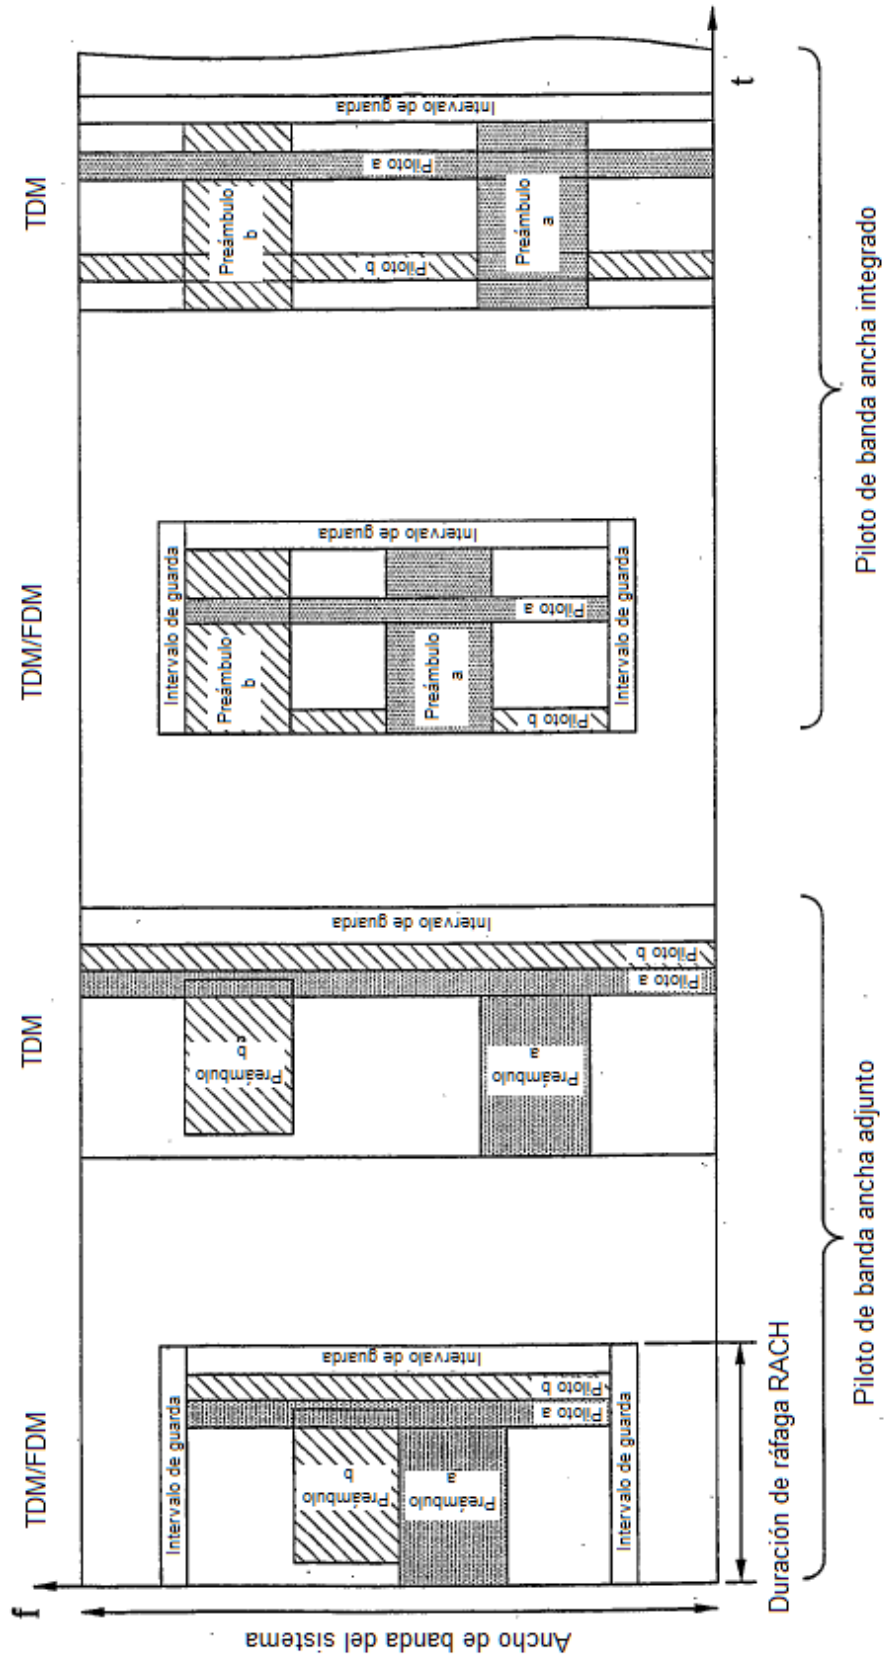 f
TDM/FDM
TDM
TDM/FDM
TDM
Ancho de banda del sistema
Intervalo de guarda
Preámbulo
b
Preámbulo
a
Piloto a
Piloto b
Intervalo de guarda
Intervalo de guarda
Duración de ráfaga RACH
Preámbulo
b
Preámbulo
a
Piloto a
Piloto b
Intervalo de guarda
Piloto de banda ancha adjunto
Intervalo de guarda
Preámbulo
b
Preámbulo
a
Piloto b
Piloto a
Intervalo de guarda
Intervalo de guarda
Preámbulo
b
Preámbulo
a
Piloto b
Piloto a
Intervalo de guarda
t
Piloto de banda ancha integrado